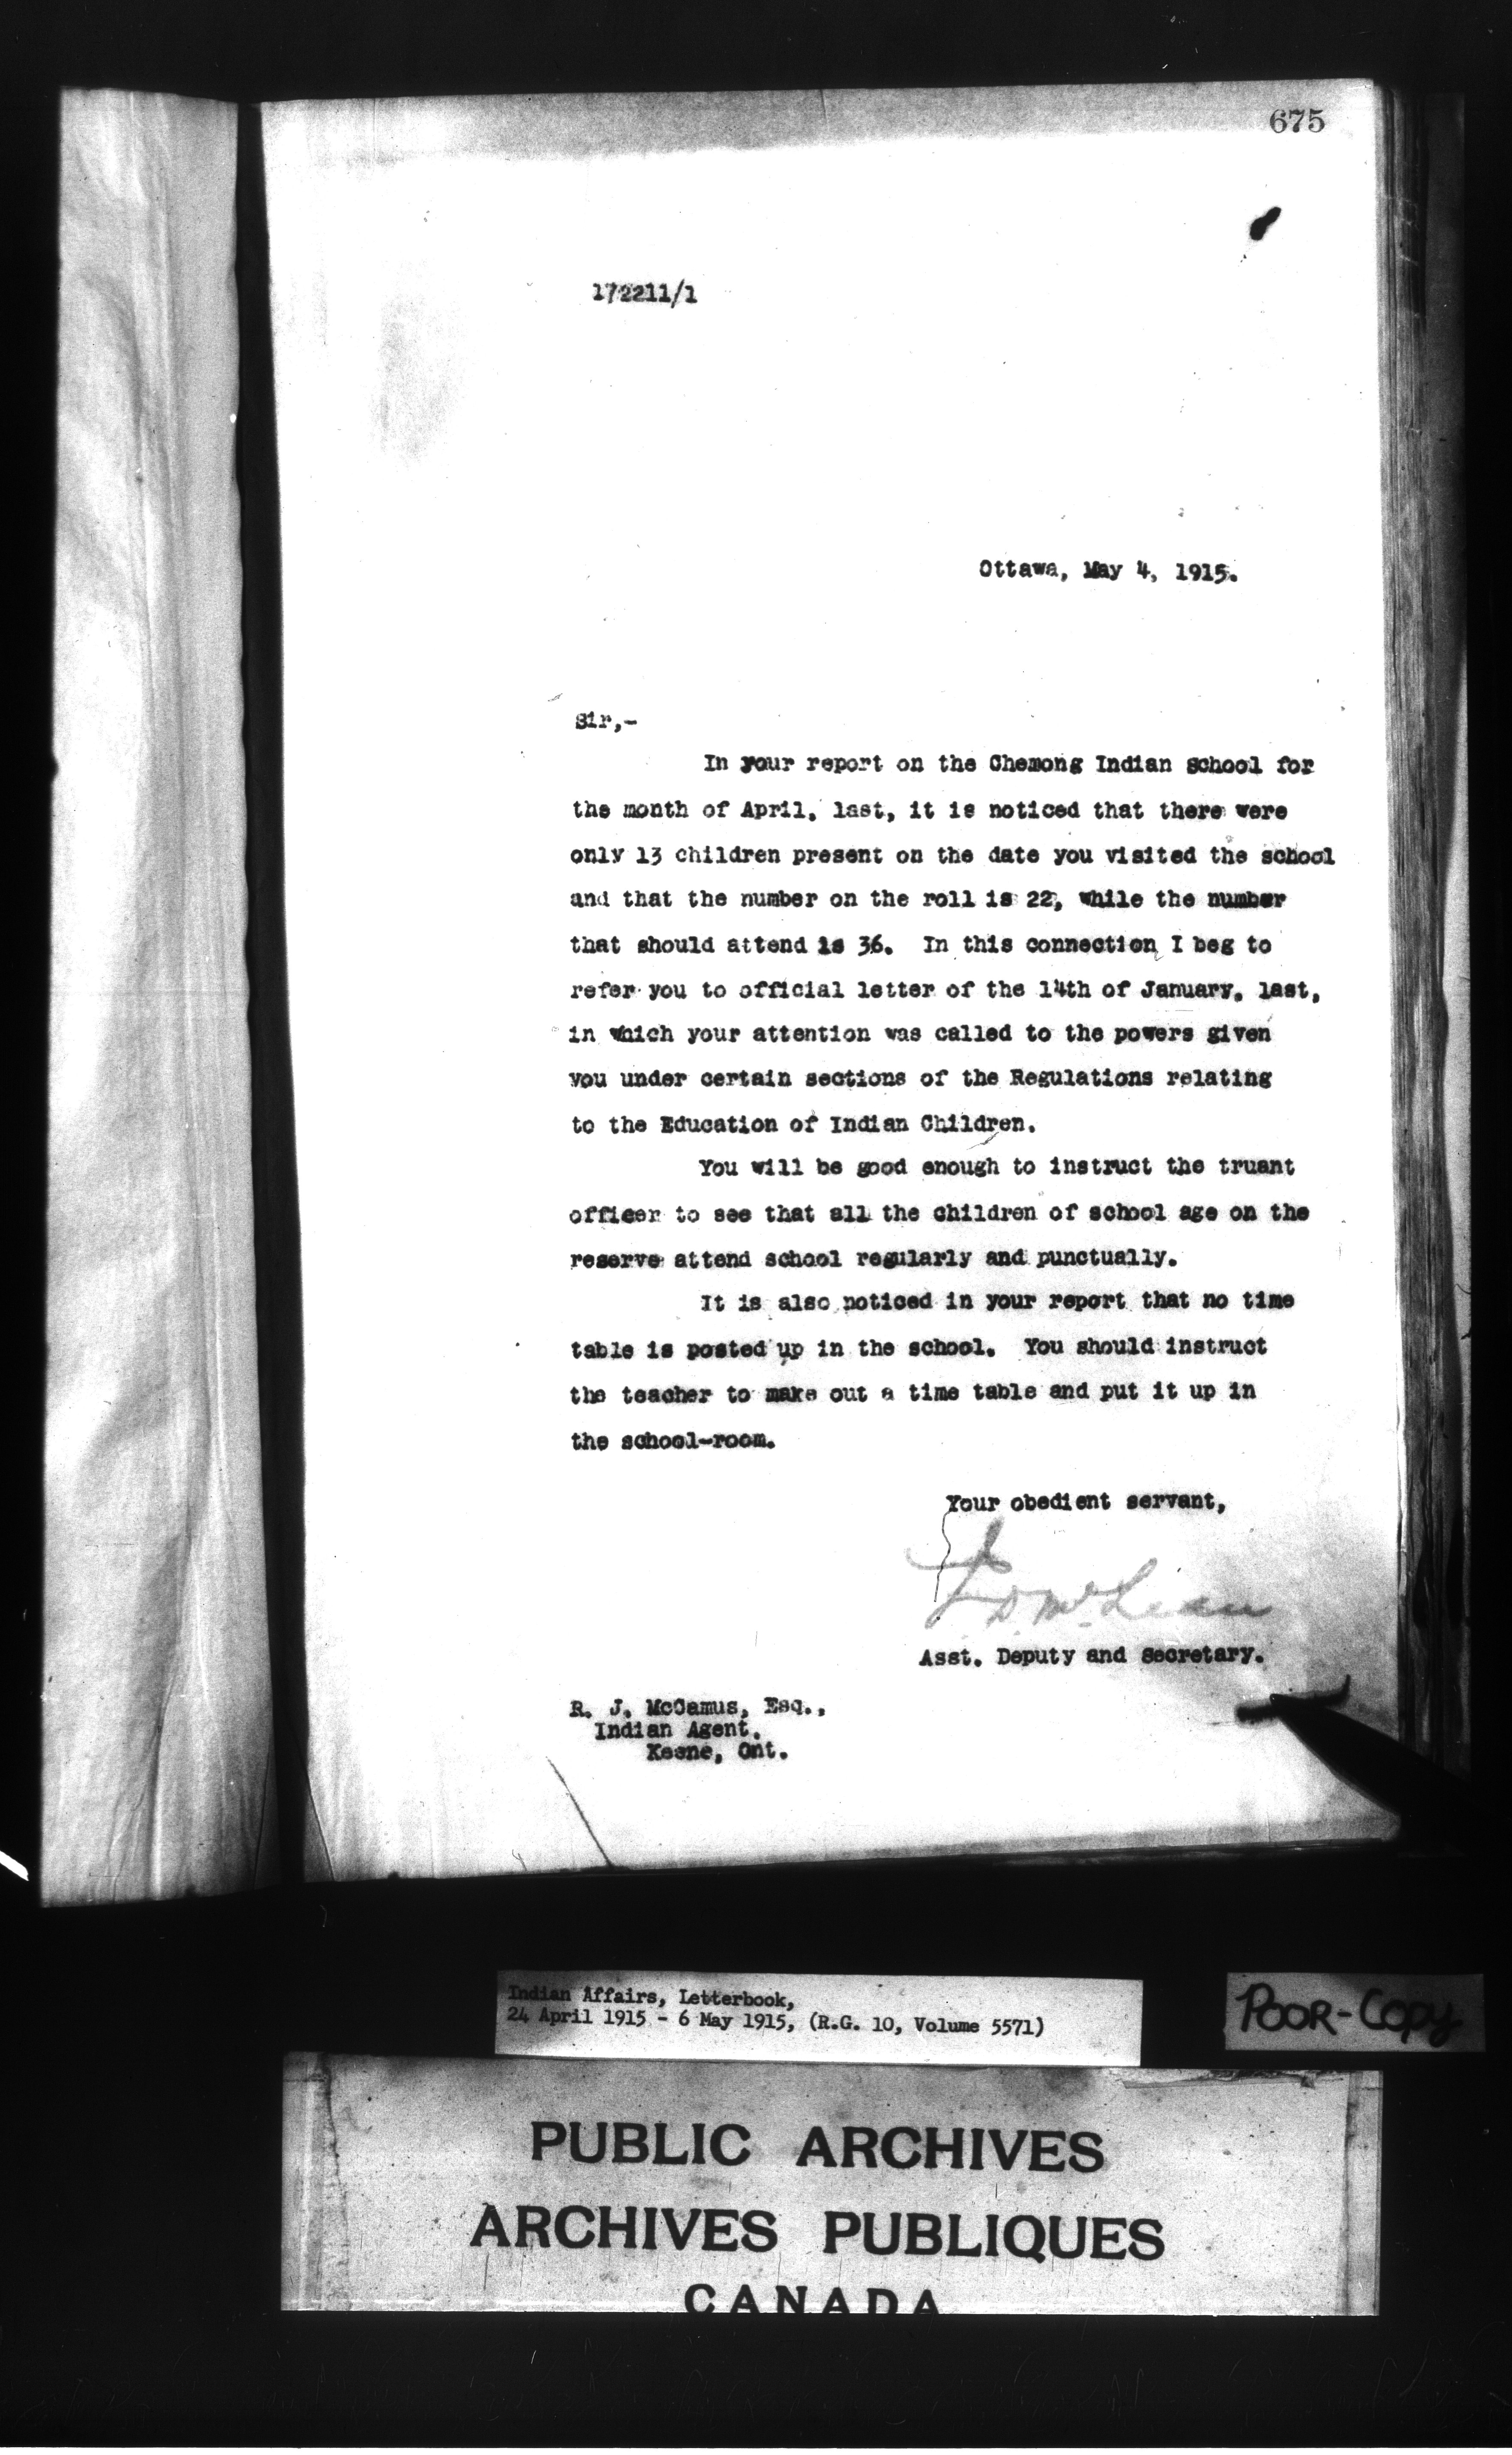 675
172211/1
Ottawa, May 4, 1915.
Sir,-
In your report on the Chemong Indian school for
the month of April, last, it is noticed that there were
only 13 children present on the date you visited the school
and that the number on the roll is 22, while the number
that should attend is 36. In this connection I beg to
refer you to official letter of the 14th of January, last,
in which your attention was called to the powers given
you under certain sections of the Regulations relating
to the Education of Indian Children.
You will be good enough to instruct the truant
officer to see that all the children of school age on the
reserve attend school regularly and punctually.
It is also noticed in your report that no time
table is posted up in the school. You should instruct
the teacher to make out a time table and put it up in
the school-room.
Your obedient servant,
J. D. McLean
Asst. Deputy and Secretary.
R. J. McCamus, Esq.,
Indian Agent.
Keene, Ont.
Indian Affairs, Letterbook,
24 April 1915 - 6 May 1915, (R.G. 10, Volume 5571)
POOR-COPY
PUBLIC ARCHIVES
ARCHIVES PUBLIQUES
CANADA